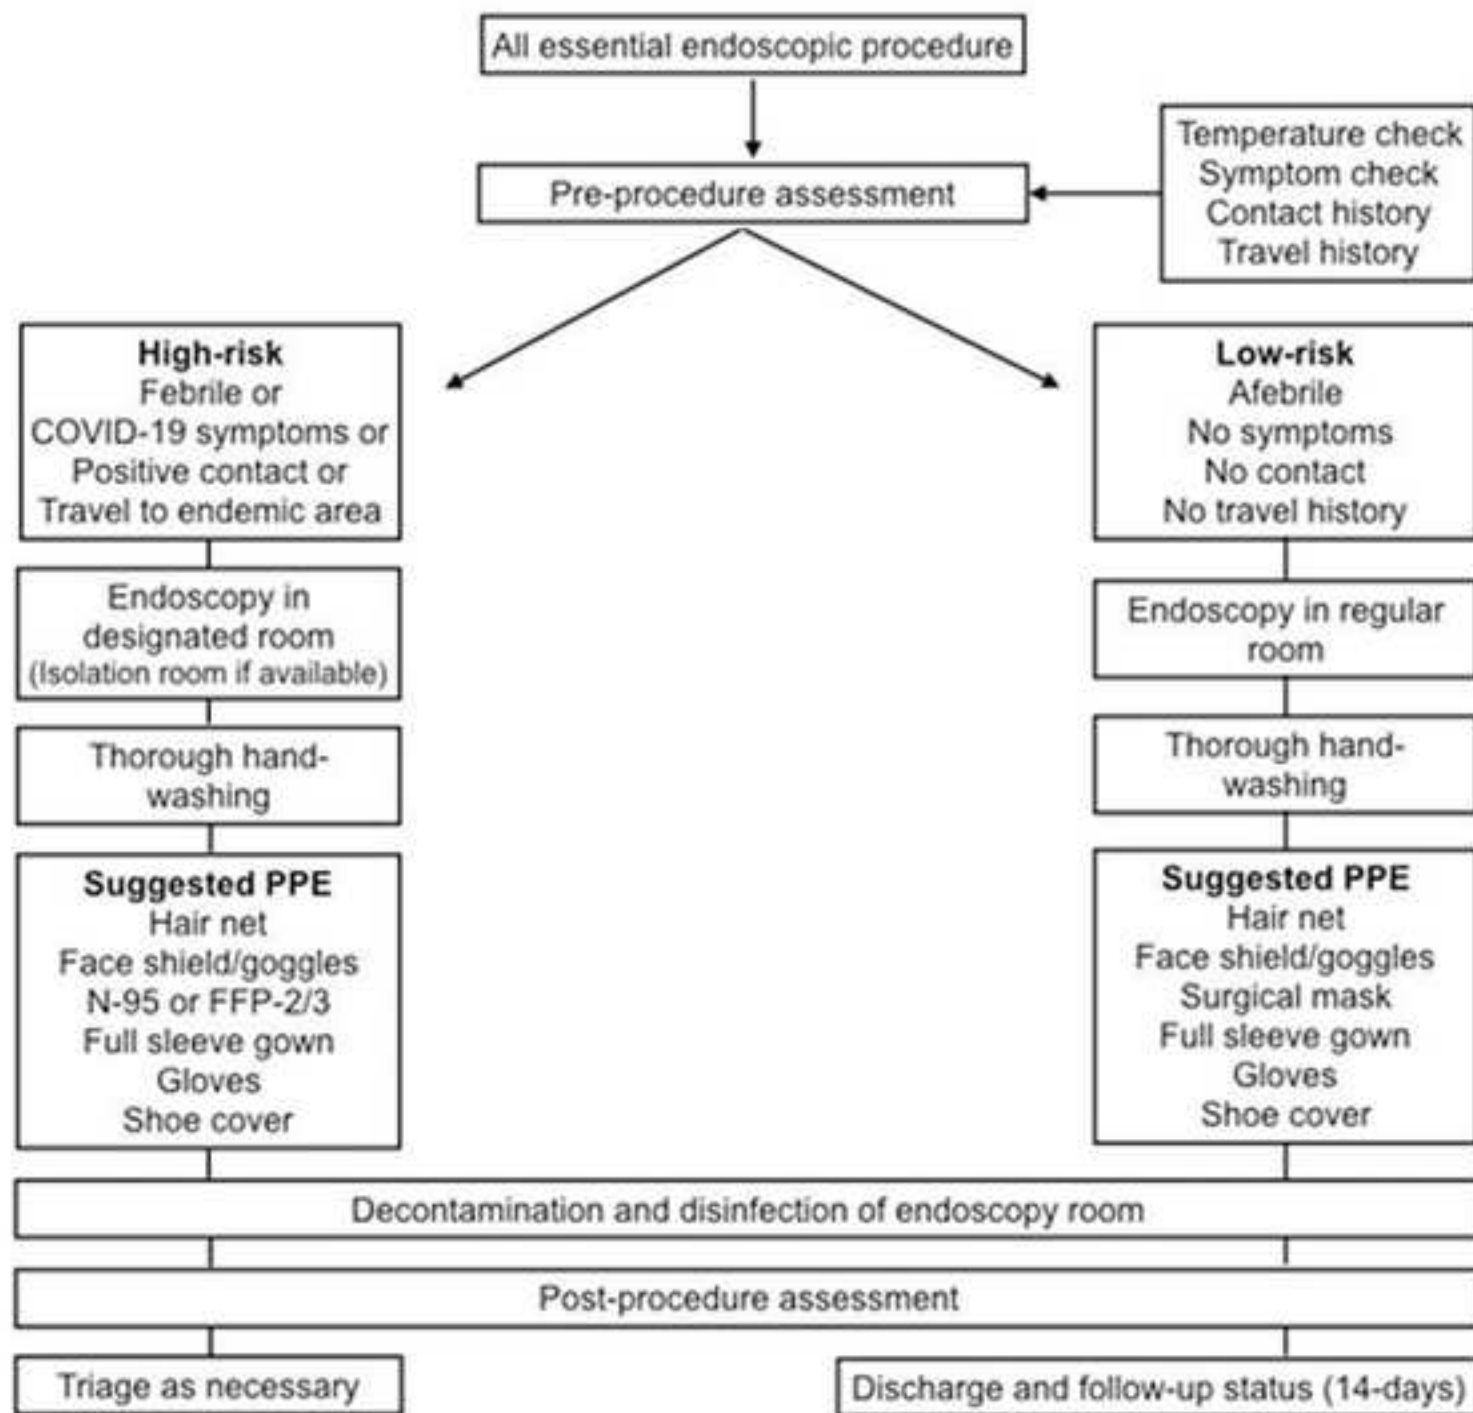 All essential endoscopic procedure
Pre-procedure assessment
Temperature check
Symptom check
Contact history
Travel history
High-risk
Febrile or
COVID-19 symptoms or
Positive contact or
Travel to endemic area
Low-risk
Afebrile
No symptoms
No contact
No travel history
Endoscopy in
designated room
(Isolation room if available)
Endoscopy in regular
room
Thorough hand-
washing
Thorough hand-
washing
Suggested PPE
Hair net
Face shield/goggles
N-95 or FFP-2/3
Full sleeve gown
Gloves
Shoe cover
Suggested PPE
Hair net
Face shield/goggles
Surgical mask
Full sleeve gown
Gloves
Shoe cover
Decontamination and disinfection of endoscopy room
Post-procedure assessment
Triage as necessary
Discharge and follow-up status (14-days)